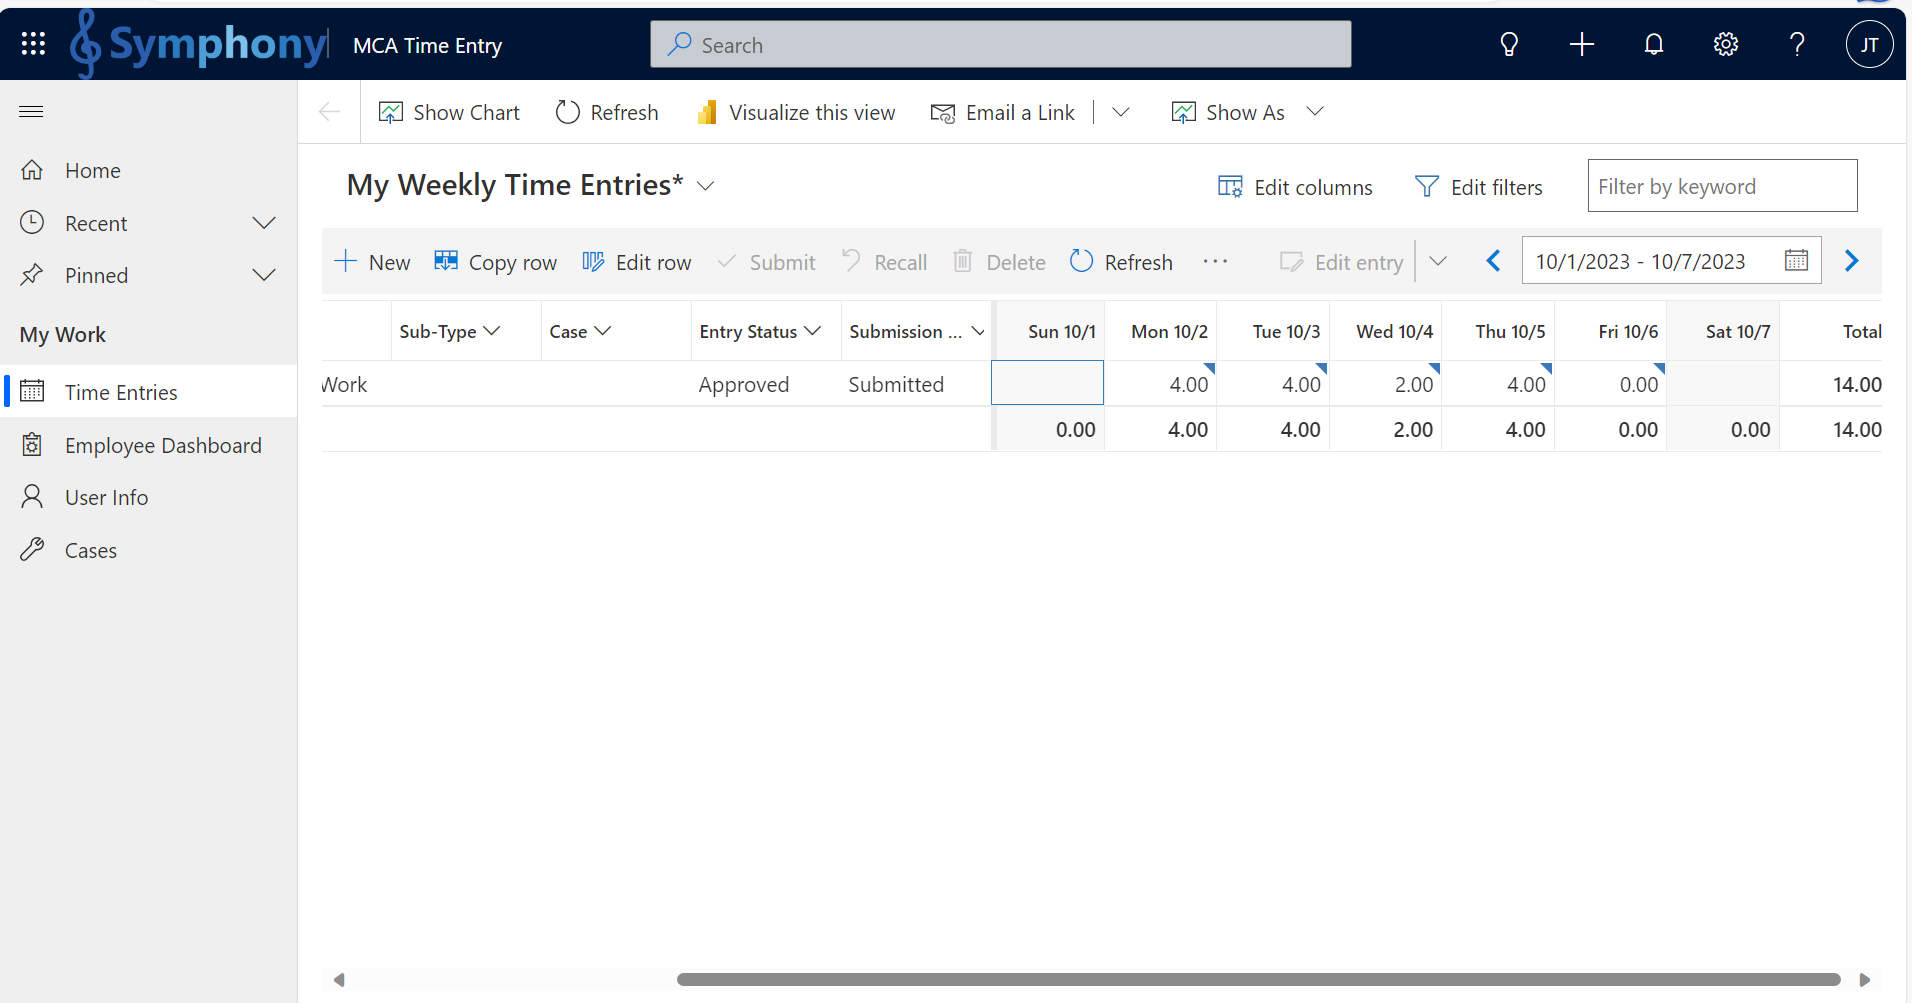 Symphony MCA Time Entry Search JT
Show Chart Refresh Visualize this view Email a Link Show As
Home
Recent
Pinned
My Work
Time Entries
Employee Dashboard
User Info
Cases
My Weekly Time Entries* Edit columns Edit filters Filter by keyword
New Copy row Edit row Submit Recall Delete Refresh ... Edit entry 10/1/2023 - 10/7/2023
Sub-Type Case Entry Status Submission ... Sun 10/1 Mon 10/2 Tue 10/3 Wed 10/4 Thu 10/5 Fri 10/6 Sat 10/7 Total
Work Approved Submitted 4.00 4.00 2.00 4.00 0.00 14.00
0.00 4.00 4.00 2.00 4.00 0.00 0.00 14.00